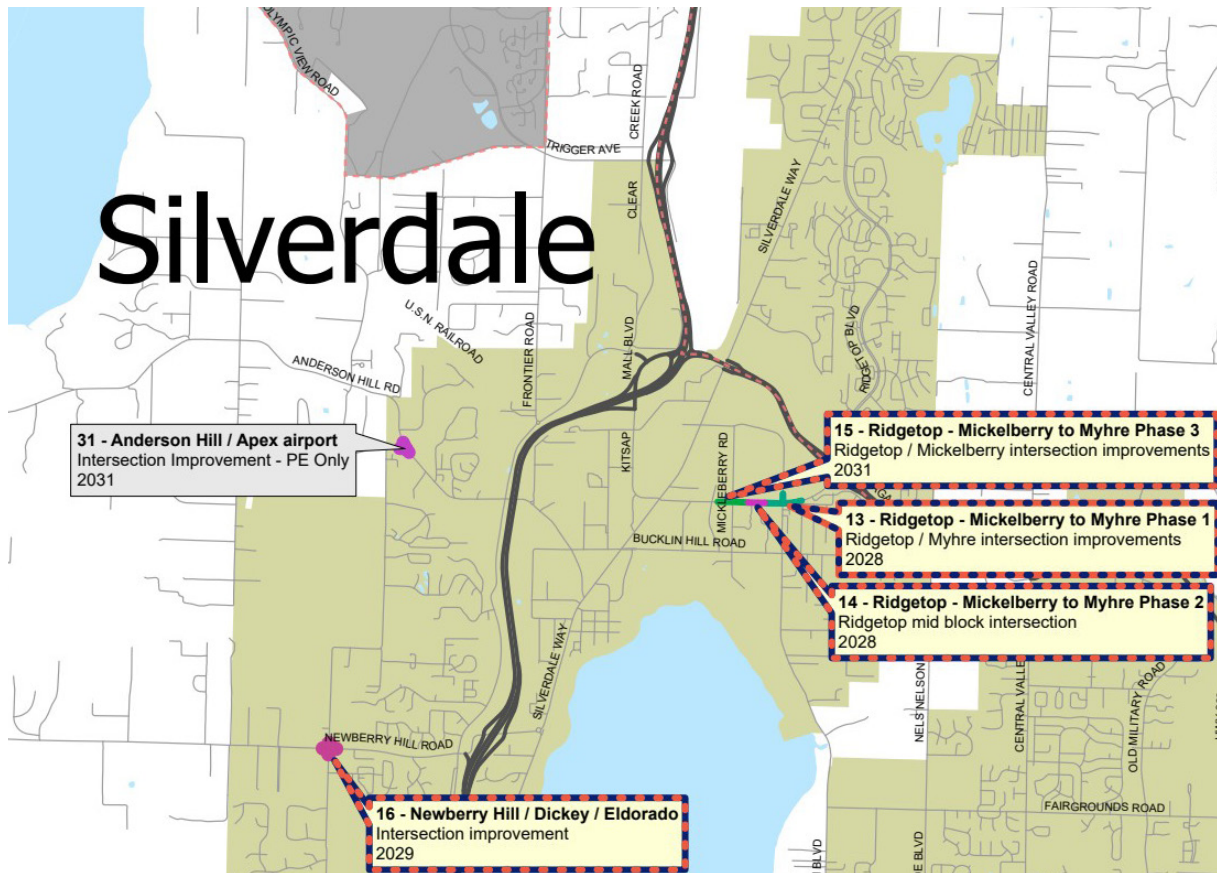 OLYMPIC VIEW ROAD
TRIGGER AVE
CREEK ROAD
CLEAR
SILVERDALE WAY
Silverdale
U.S.N. RAILROAD
ANDERSON HILL RD
FRONTIER ROAD
MALL BLVD
KITSAP
RIDGETOP BLVD
CENTRAL VALLEY ROAD
31 - Anderson Hill / Apex airport
Intersection Improvement - PE Only
2031
15 - Ridgetop - Mickelberry to Myhre Phase 3
Ridgetop / Mickelberry intersection improvements
2031
MICKLEBERRY RD
13 - Ridgetop - Mickelberry to Myhre Phase 1
Ridgetop / Myhre intersection improvements
2028
BUCKLIN HILL ROAD
14 - Ridgetop - Mickelberry to Myhre Phase 2
Ridgetop mid block intersection
2028
SILVERDALE WAY
NELS NELSON
CENTRAL VALLE
OLD MILITARY ROAD
NEWBERRY HILL ROAD
16 - Newberry Hill / Dickey / Eldorado
Intersection improvement
2029
FAIRGROUNDS ROAD
BLVD
DE BLVD